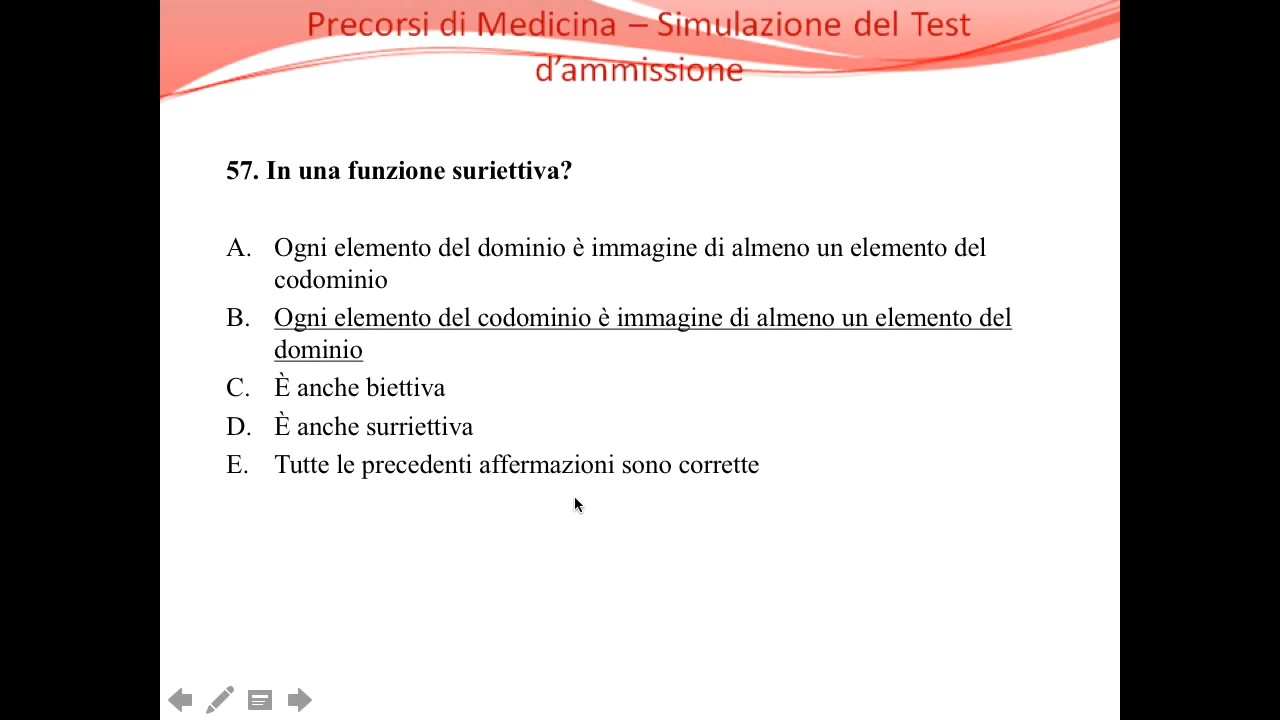 Precorsi di Medicina – Simulazione del Test
d’ammissione
57. In una funzione suriettiva?
A. Ogni elemento del dominio è immagine di almeno un elemento del
codominio
B. Ogni elemento del codominio è immagine di almeno un elemento del
dominio
C. È anche biettiva
D. È anche surriettiva
E. Tutte le precedenti affermazioni sono corrette